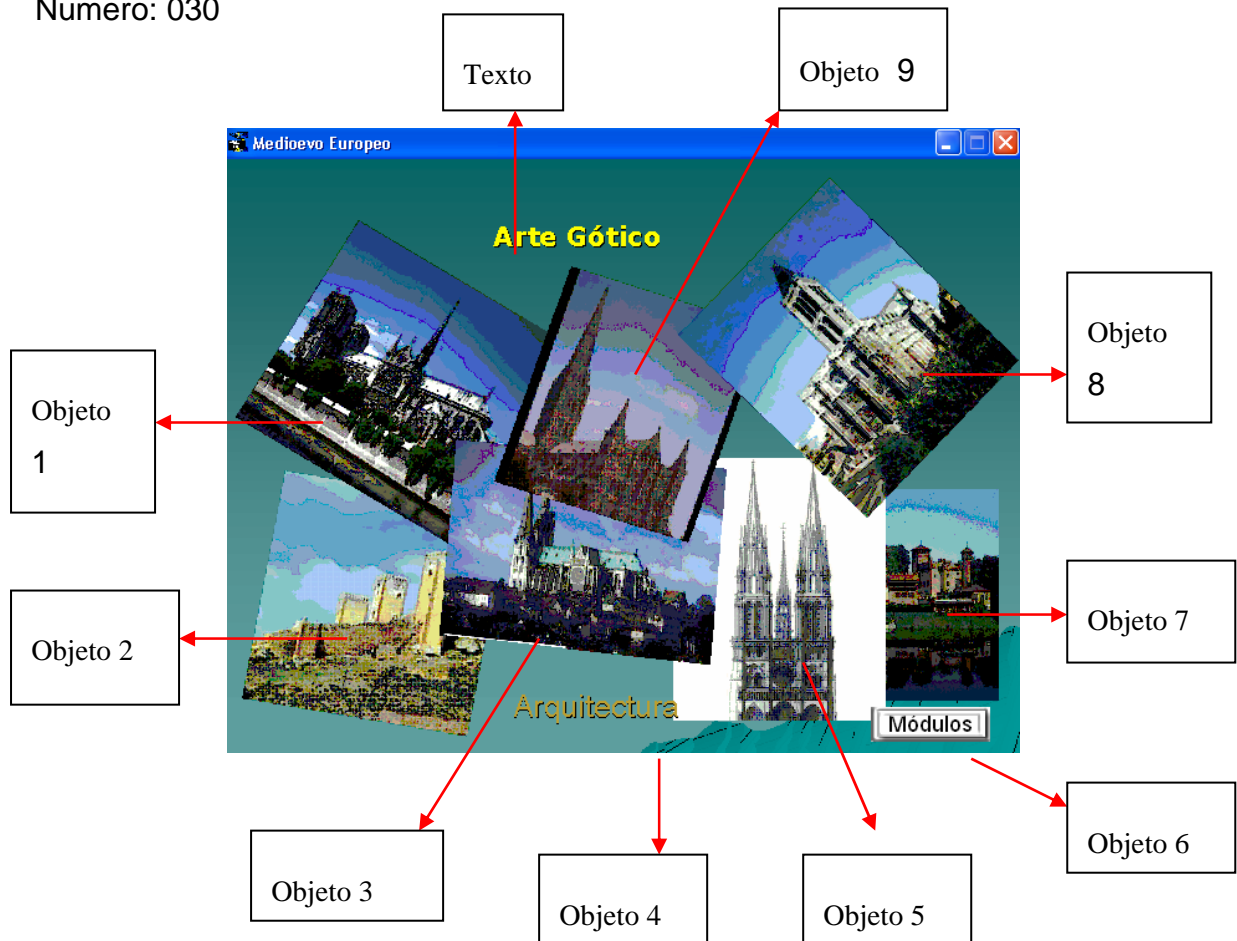 Numero: 030
Texto
Objeto 9
Medioevo Europeo
Arte Gótico
Objeto
8
Objeto
1
Objeto 2
Objeto 7
Arquitectura
Módulos
Objeto 3
Objeto 4
Objeto 5
Objeto 6